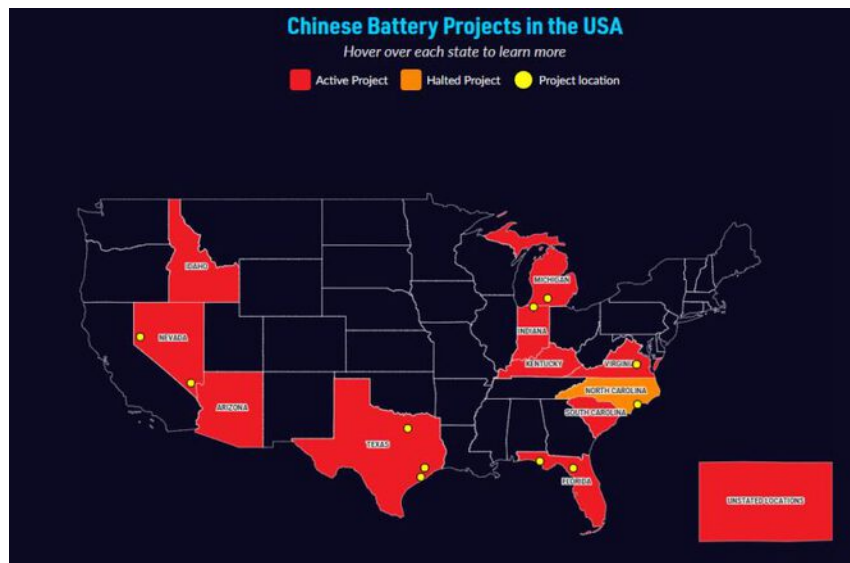 Chinese Battery Projects in the USA
Hover over each state to learn more
Active Project Halted Project Project location
IDAHO
MICHIGAN
NEVADA
INDIANA
KENTUCKY
VIRGINIA
NORTH CAROLINA
ARIZONA
SOUTH CAROLINA
TEXAS
FLORIDA
UNSTATED LOCATIONS